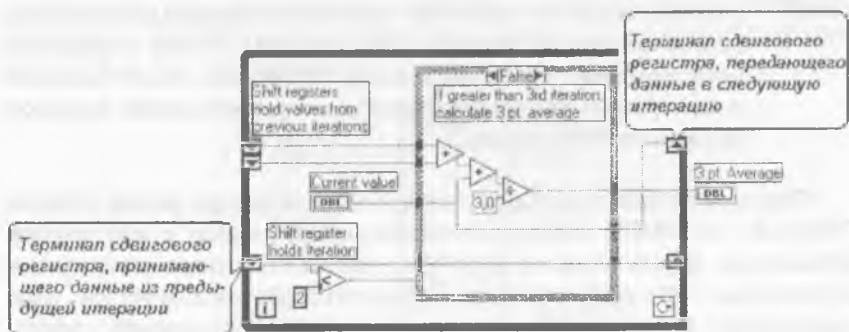 Терминал сдвигового
регистра, передающего
данные в следующую
итерацию
False
Shift registers
hold values from
previous iterations
If greater than 3rd iteration,
calculate 3 pt. average
Current value
DBL
3,0
3 pt. Average
DBL
Shift register
holds iteration
Терминал сдвигового
регистра, принимаю-
щего данные из преды-
дущей итерации
2
i